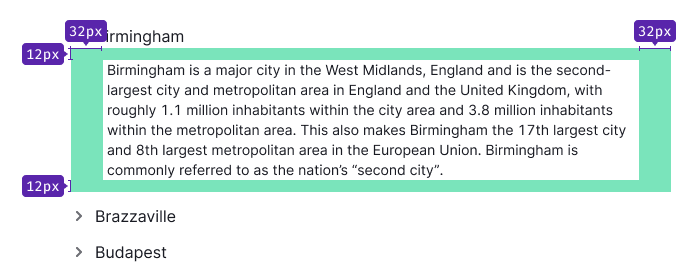 32px
irmingham
32px
12px
Birmingham is a major city in the West Midlands, England and is the second-
largest city and metropolitan area in England and the United Kingdom, with
roughly 1.1 million inhabitants within the city area and 3.8 million inhabitants
within the metropolitan area. This also makes Birmingham the 17th largest city
and 8th largest metropolitan area in the European Union. Birmingham is
commonly referred to as the nation’s “second city”.
12px
Brazzaville
Budapest